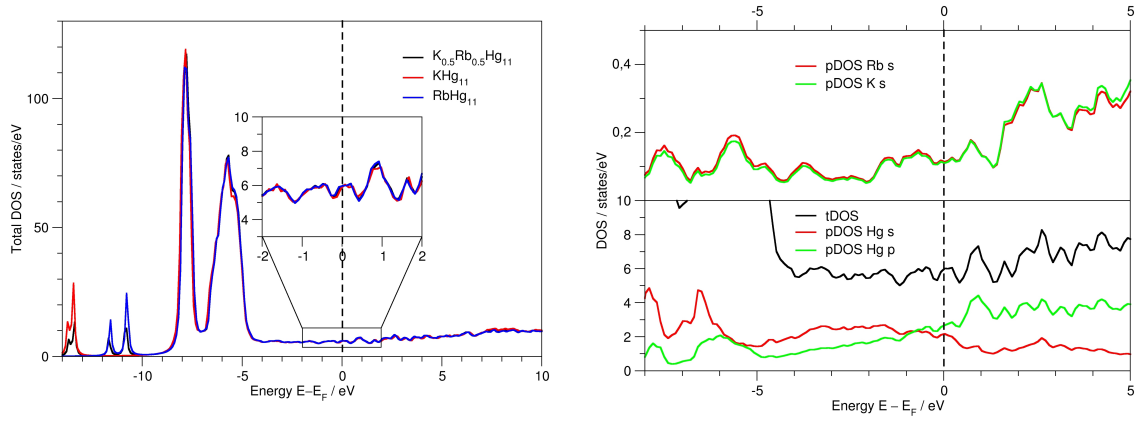 Total DOS / states/eV
100
50
0
K0.5Rb0.5Hg11
KHg11
RbHg11
10
8
6
4
-2 -1 0 1 2
-10 -5 0 5 10
Energy E−EF / eV
-5 0 5
DOS / states/eV
0,4
0,2
pDOS Rb s
pDOS K s
10
8
6
4
2
0
tDOS
pDOS Hg s
pDOS Hg p
-5 0 5
Energy E − EF / eV